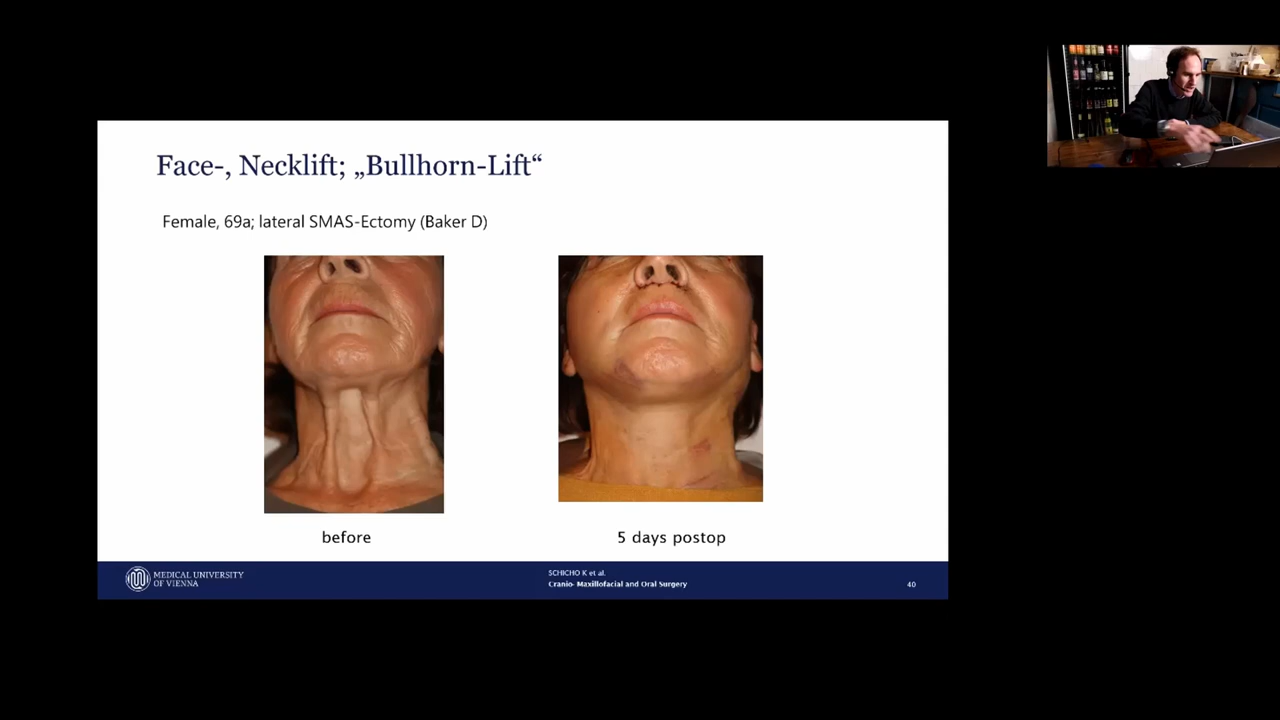 Face-, Necklift; „Bullhorn-Lift“
Female, 69a; lateral SMAS-Ectomy (Baker D)
before
5 days postop
MEDICAL UNIVERSITY
OF VIENNA
SCHICHO K et al.
Cranio- Maxillofacial and Oral Surgery
40